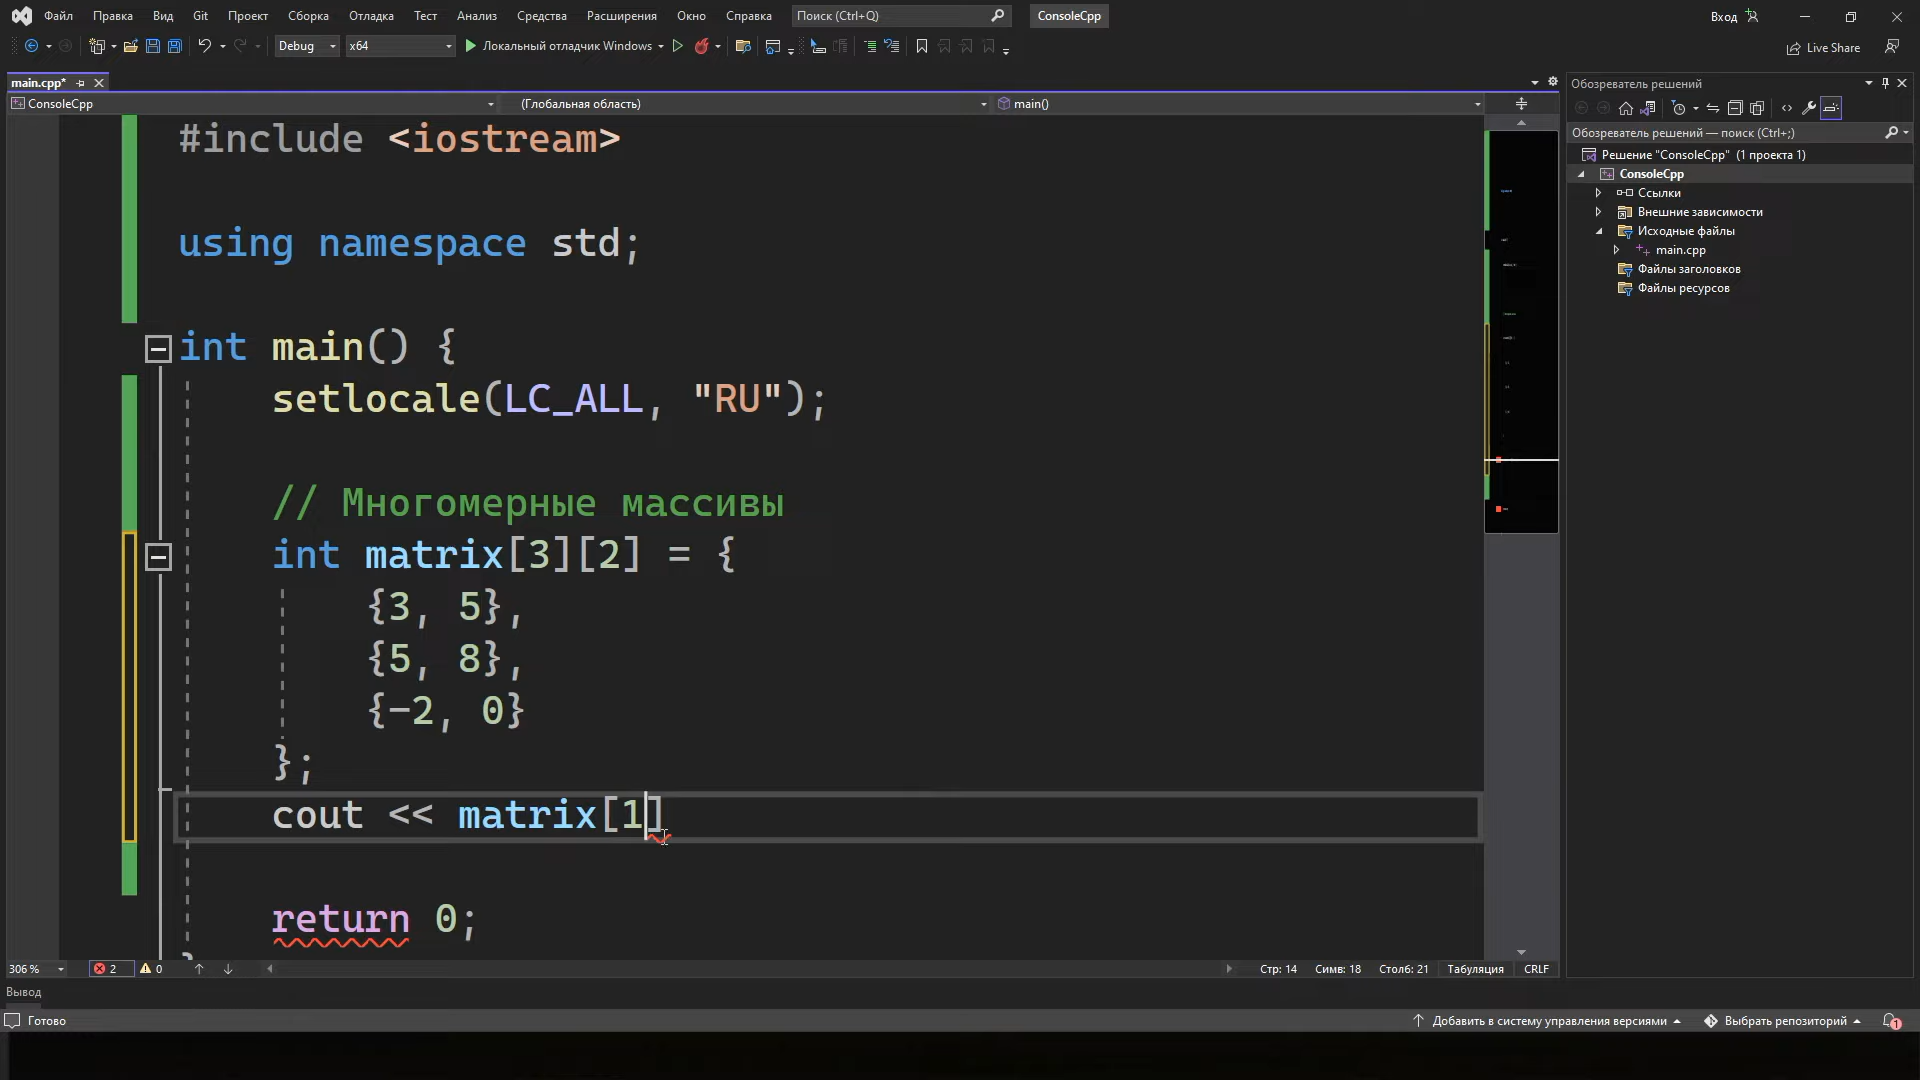 Файл Правка Вид Git Проект Сборка Отладка Тест Анализ Средства Расширения Окно Справка Поиск (Ctrl+Q) ConsoleCpp Вход
Debug x64 Локальный отладчик Windows Live Share
main.cpp*
ConsoleCpp (Глобальная область) main()
#include <iostream>
using namespace std;
int main() {
setlocale(LC_ALL, "RU");
// Многомерные массивы
int matrix[3][2] = {
{3, 5},
{5, 8},
{-2, 0}
};
cout << matrix[1]
return 0;
306 % 2 0 Стр: 14 Симв: 18 Столб: 21 Табуляция CRLF
Вывод
Готово Добавить в систему управления версиями Выбрать репозиторий 1
Обозреватель решений
Обозреватель решений — поиск (Ctrl+;)
Решение "ConsoleCpp" (1 проекта 1)
ConsoleCpp
Ссылки
Внешние зависимости
Исходные файлы
main.cpp
Файлы заголовков
Файлы ресурсов